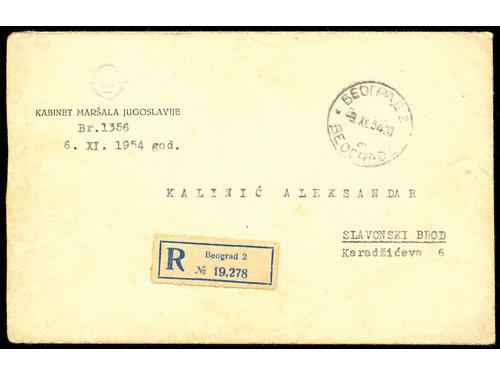 KABINET MARŠALA JUGOSLAVIJE
Br.1356
6. XI. 1954 god.
БЕОГРАД 2
BEOGRAD
KALINIĆ ALEKSANDAR
SLAVONSKI BROD
Karadžićeva 6
R
Beograd 2
№ 19,278